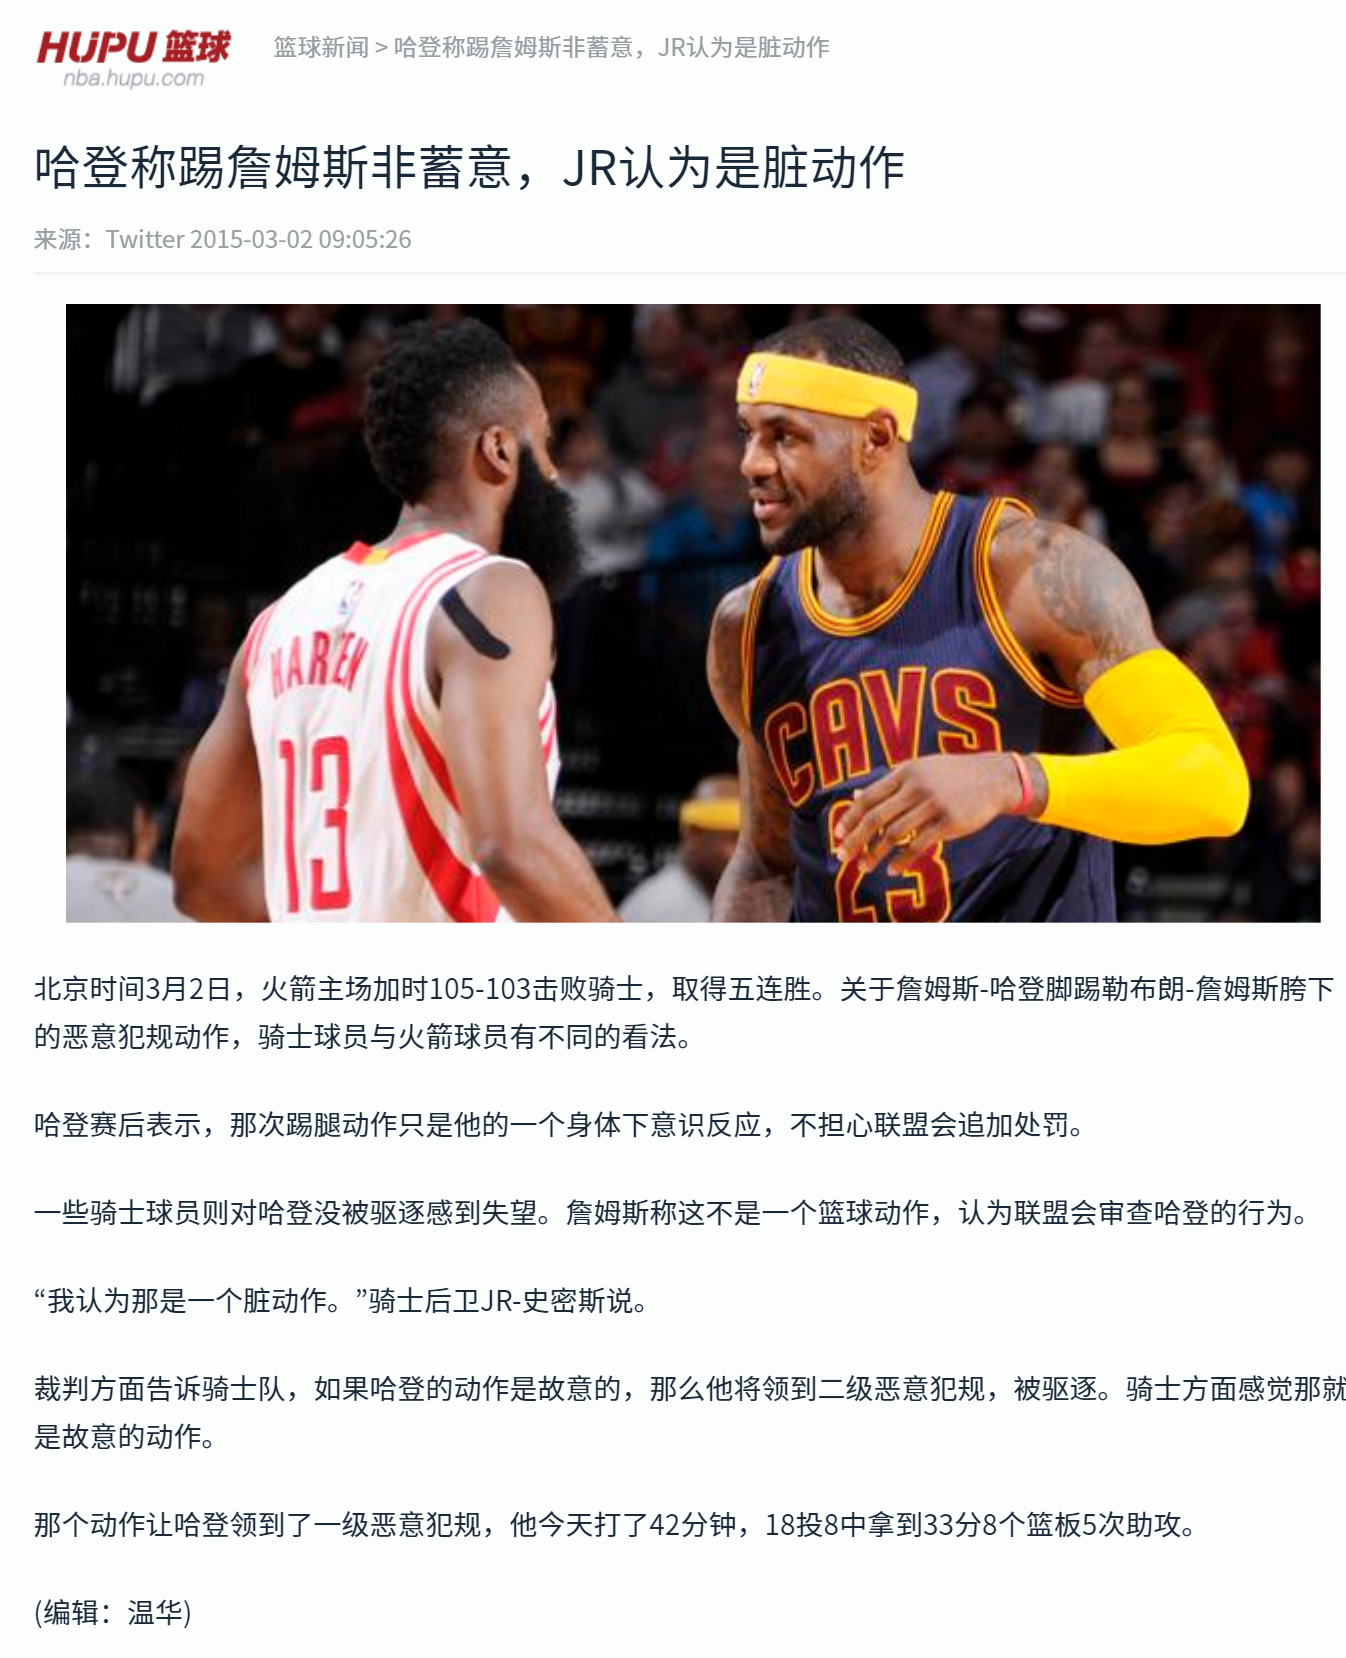 HUPU 篮球
nba.hupu.com
篮球新闻 > 哈登称踢詹姆斯非蓄意，JR认为是脏动作
哈登称踢詹姆斯非蓄意，JR认为是脏动作
来源：Twitter 2015-03-02 09:05:26
HARDEN
13
CAVS
23
北京时间3月2日，火箭主场加时105-103击败骑士，取得五连胜。关于詹姆斯-哈登脚踢勒布朗-詹姆斯胯下
的恶意犯规动作，骑士球员与火箭球员有不同的看法。
哈登赛后表示，那次踢腿动作只是他的一个身体下意识反应，不担心联盟会追加处罚。
一些骑士球员则对哈登没被驱逐感到失望。詹姆斯称这不是一个篮球动作，认为联盟会审查哈登的行为。
“我认为那是一个脏动作。”骑士后卫JR-史密斯说。
裁判方面告诉骑士队，如果哈登的动作是故意的，那么他将领到二级恶意犯规，被驱逐。骑士方面感觉那就
是故意的动作。
那个动作让哈登领到了一级恶意犯规，他今天打了42分钟，18投8中拿到33分8个篮板5次助攻。
(编辑：温华)